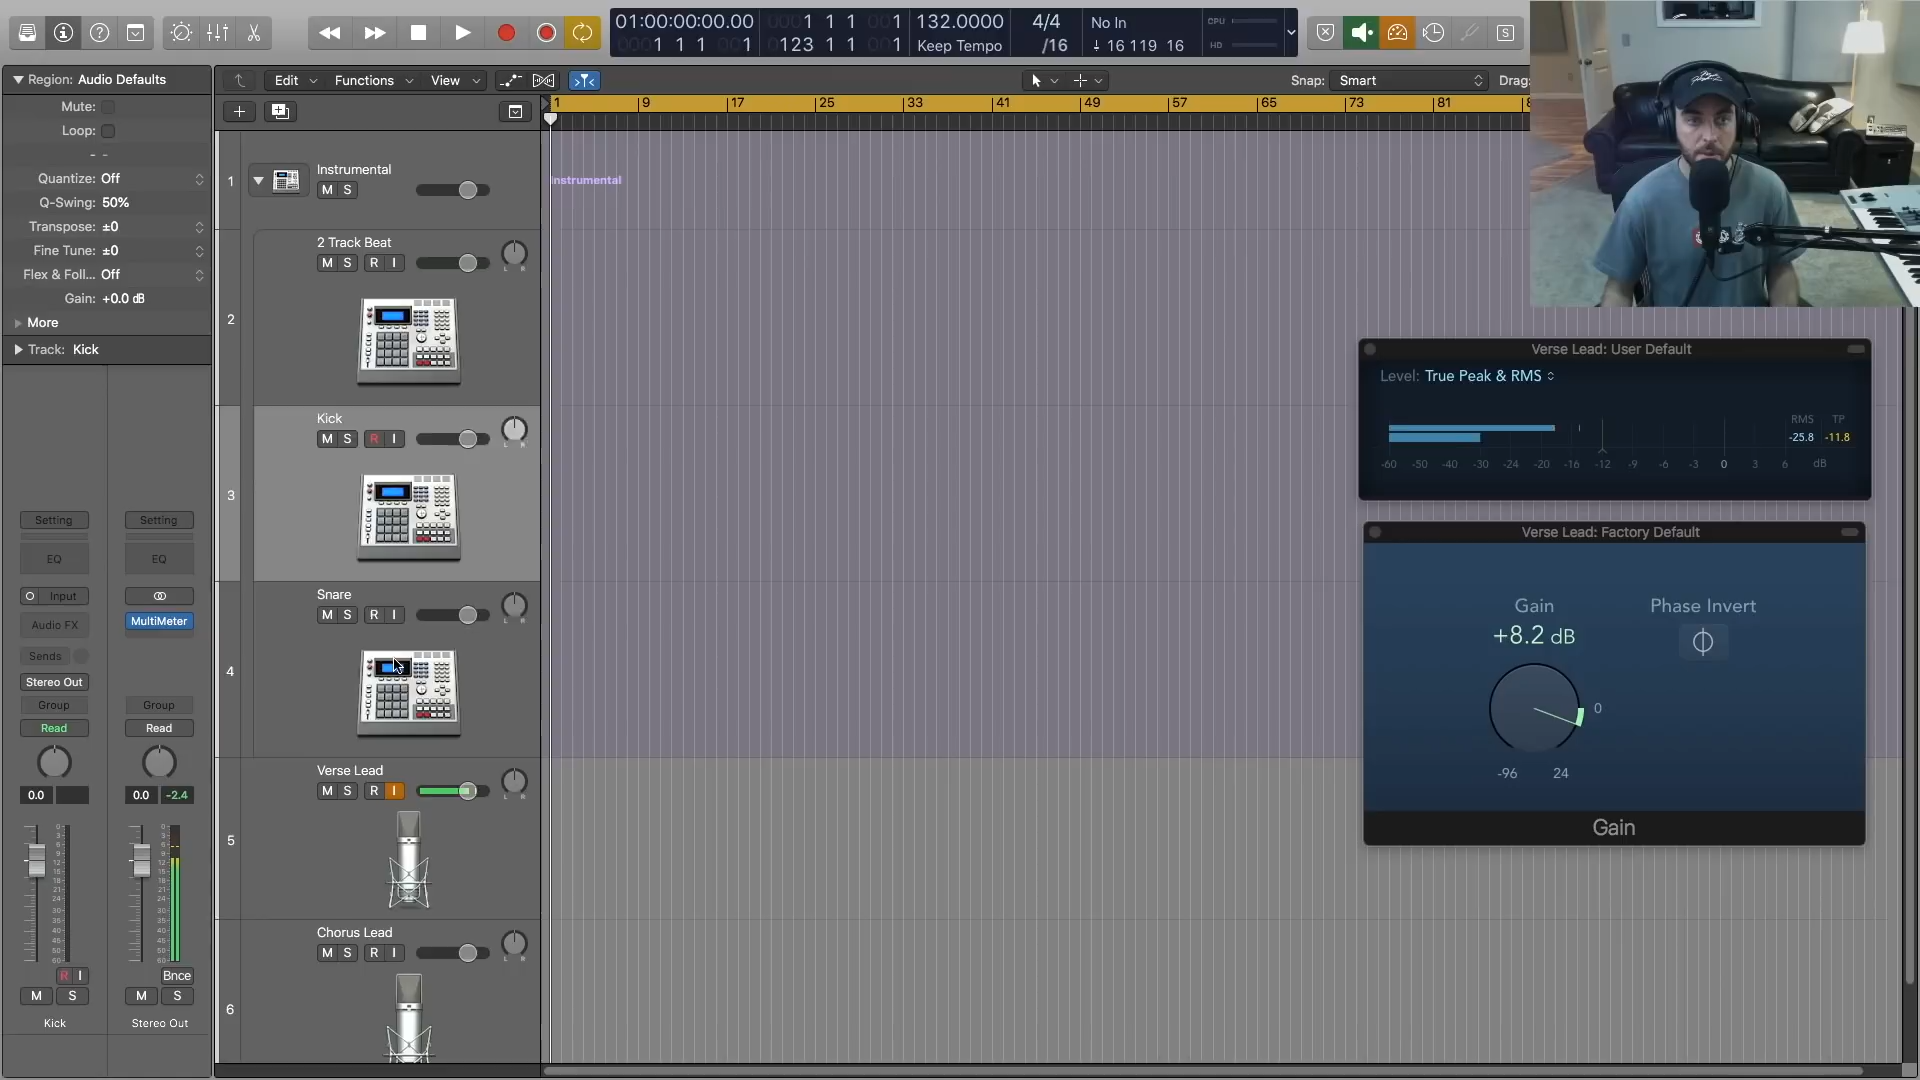 01:00:00:00.00
1 1 1 1
132.0000
4/4
No In
CPU
1 1 1 1
123 1 1 1
Keep Tempo
/16
16 119 16
HD
S
Region: Audio Defaults
Edit
Functions
View
Snap: Smart
Drag:
Mute:
Loop:
1 9 17 25 33 41 49 57 65 73 81
Quantize: Off
Q-Swing: 50%
Transpose: ±0
Fine Tune: ±0
Flex & Foll... Off
Gain: +0.0 dB
More
Track: Kick
1
Instrumental
M S
Instrumental
2 Track Beat
M S R I
L R
2
Kick
M S R I
L R
3
Snare
M S R I
L R
4
Verse Lead
M S R I
L R
5
Chorus Lead
M S R I
L R
6
Verse Lead: User Default
Level: True Peak & RMS
RMS TP
-25.8 -11.8
-60 -50 -40 -30 -24 -20 -16 -12 -9 -6 -3 0 3 6 dB
Verse Lead: Factory Default
Gain
Phase Invert
+8.2 dB
0
-96 24
Gain
Setting Setting
EQ EQ
Input
Audio FX
MultiMeter
Sends
Stereo Out
Group Group
Read Read
0.0 0.0 -2.4
R I
Bnce
M S M S
Kick Stereo Out